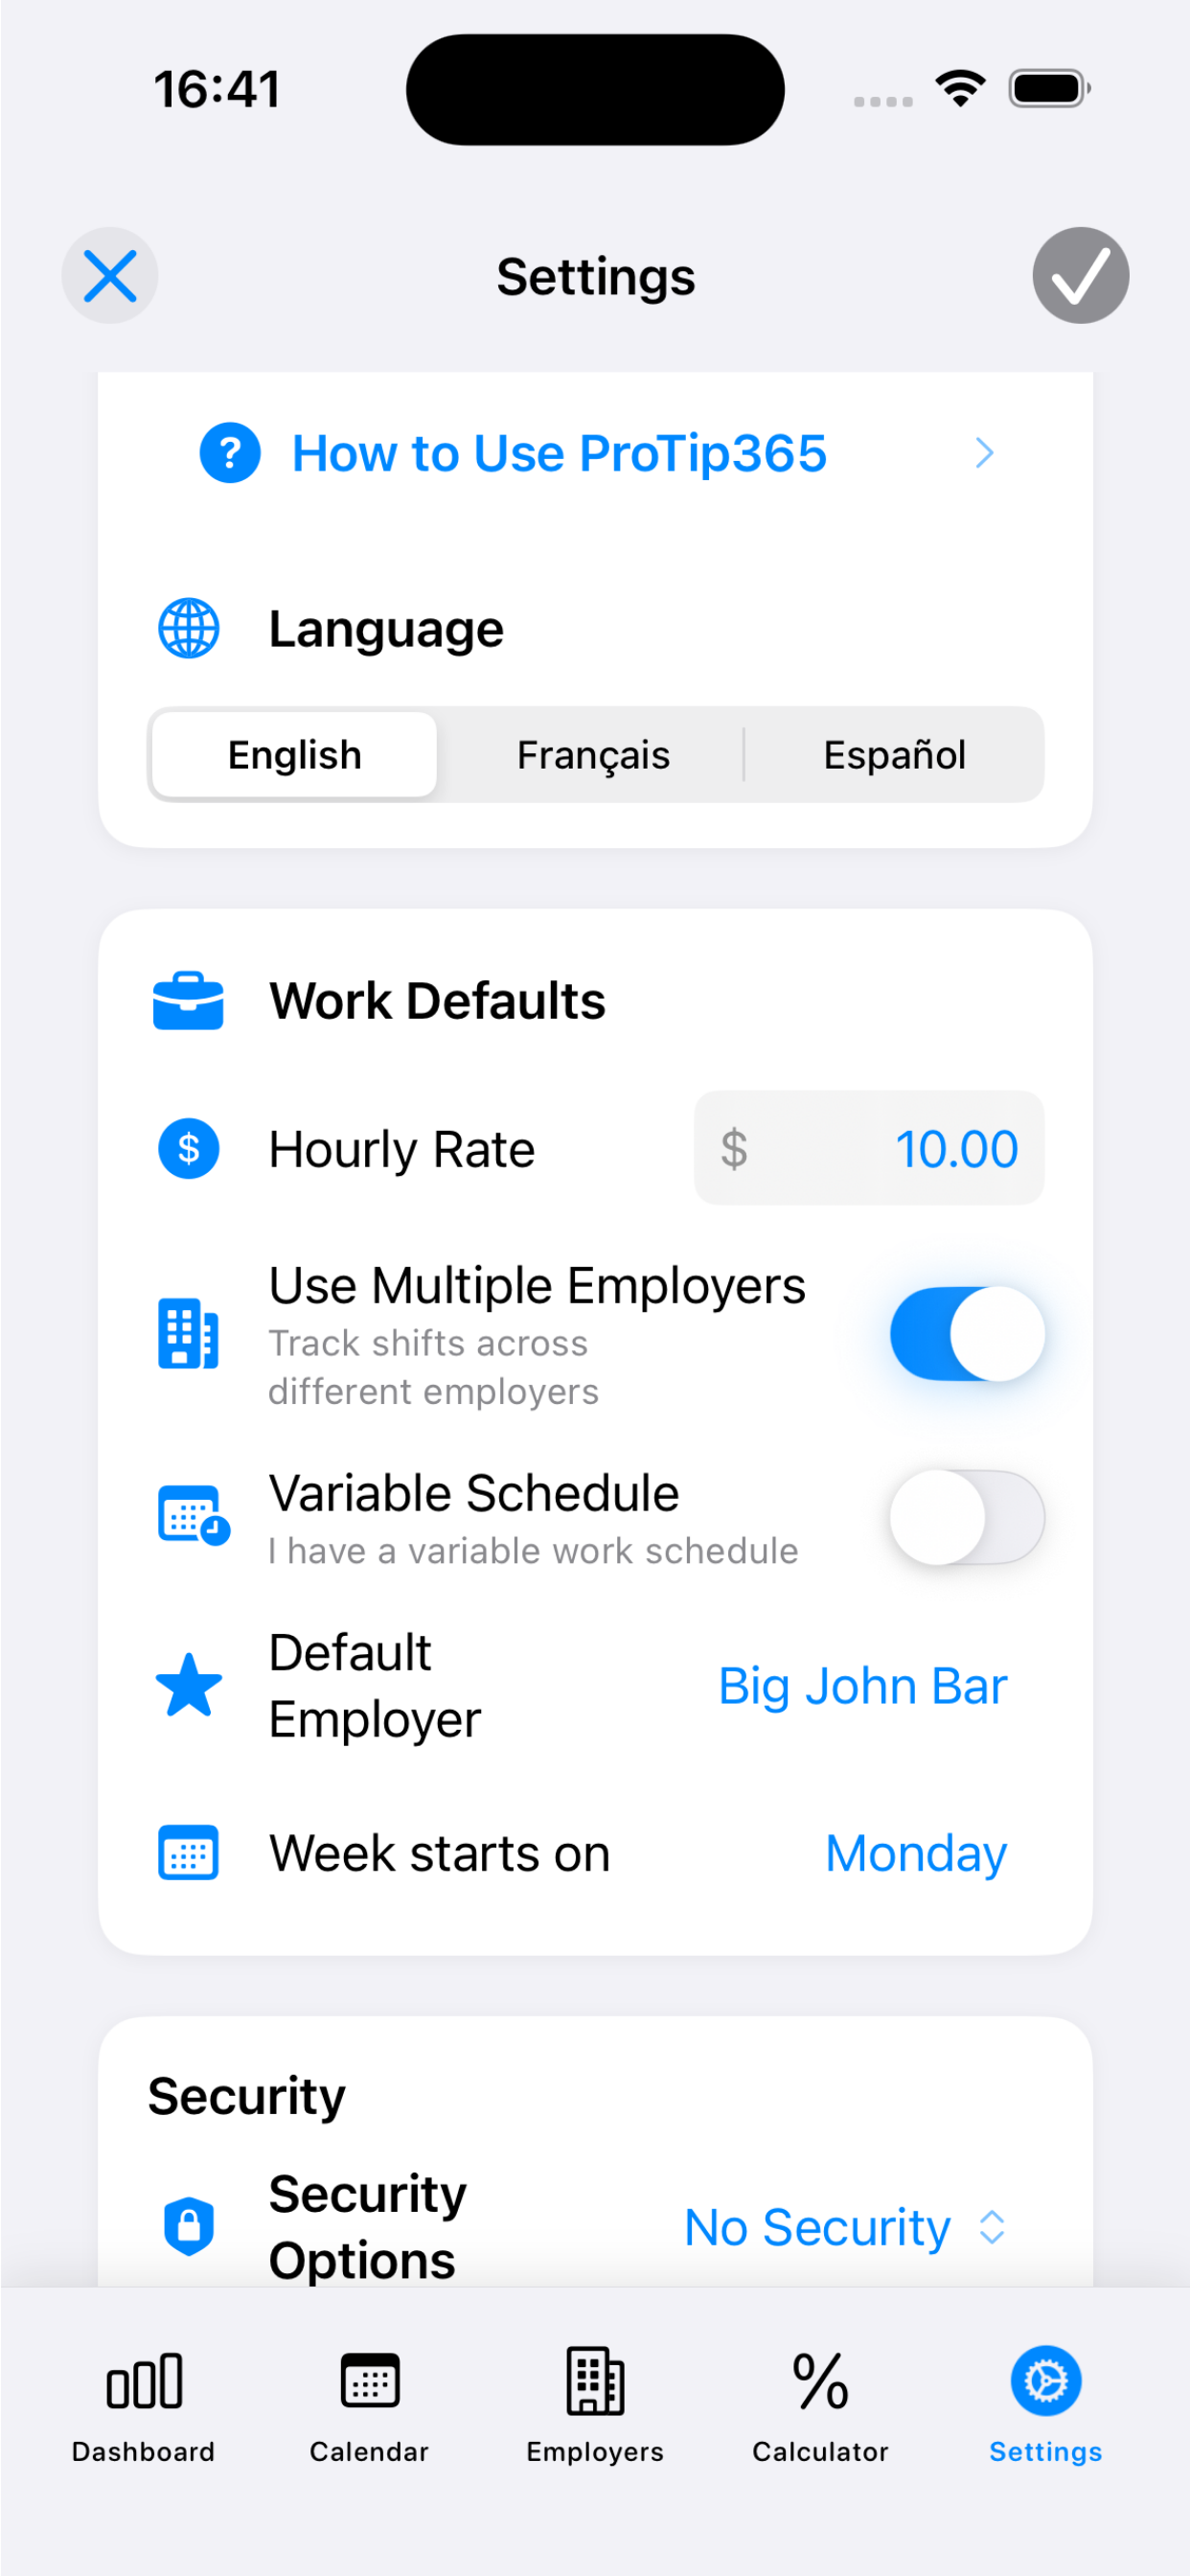 16:41
Settings
How to Use ProTip365
Language
English Français Español
Work Defaults
Hourly Rate $ 10.00
Use Multiple Employers
Track shifts across
different employers
Variable Schedule
I have a variable work schedule
Default
Employer
Big John Bar
Week starts on Monday
Security
Security
Options
No Security
Dashboard Calendar Employers Calculator Settings